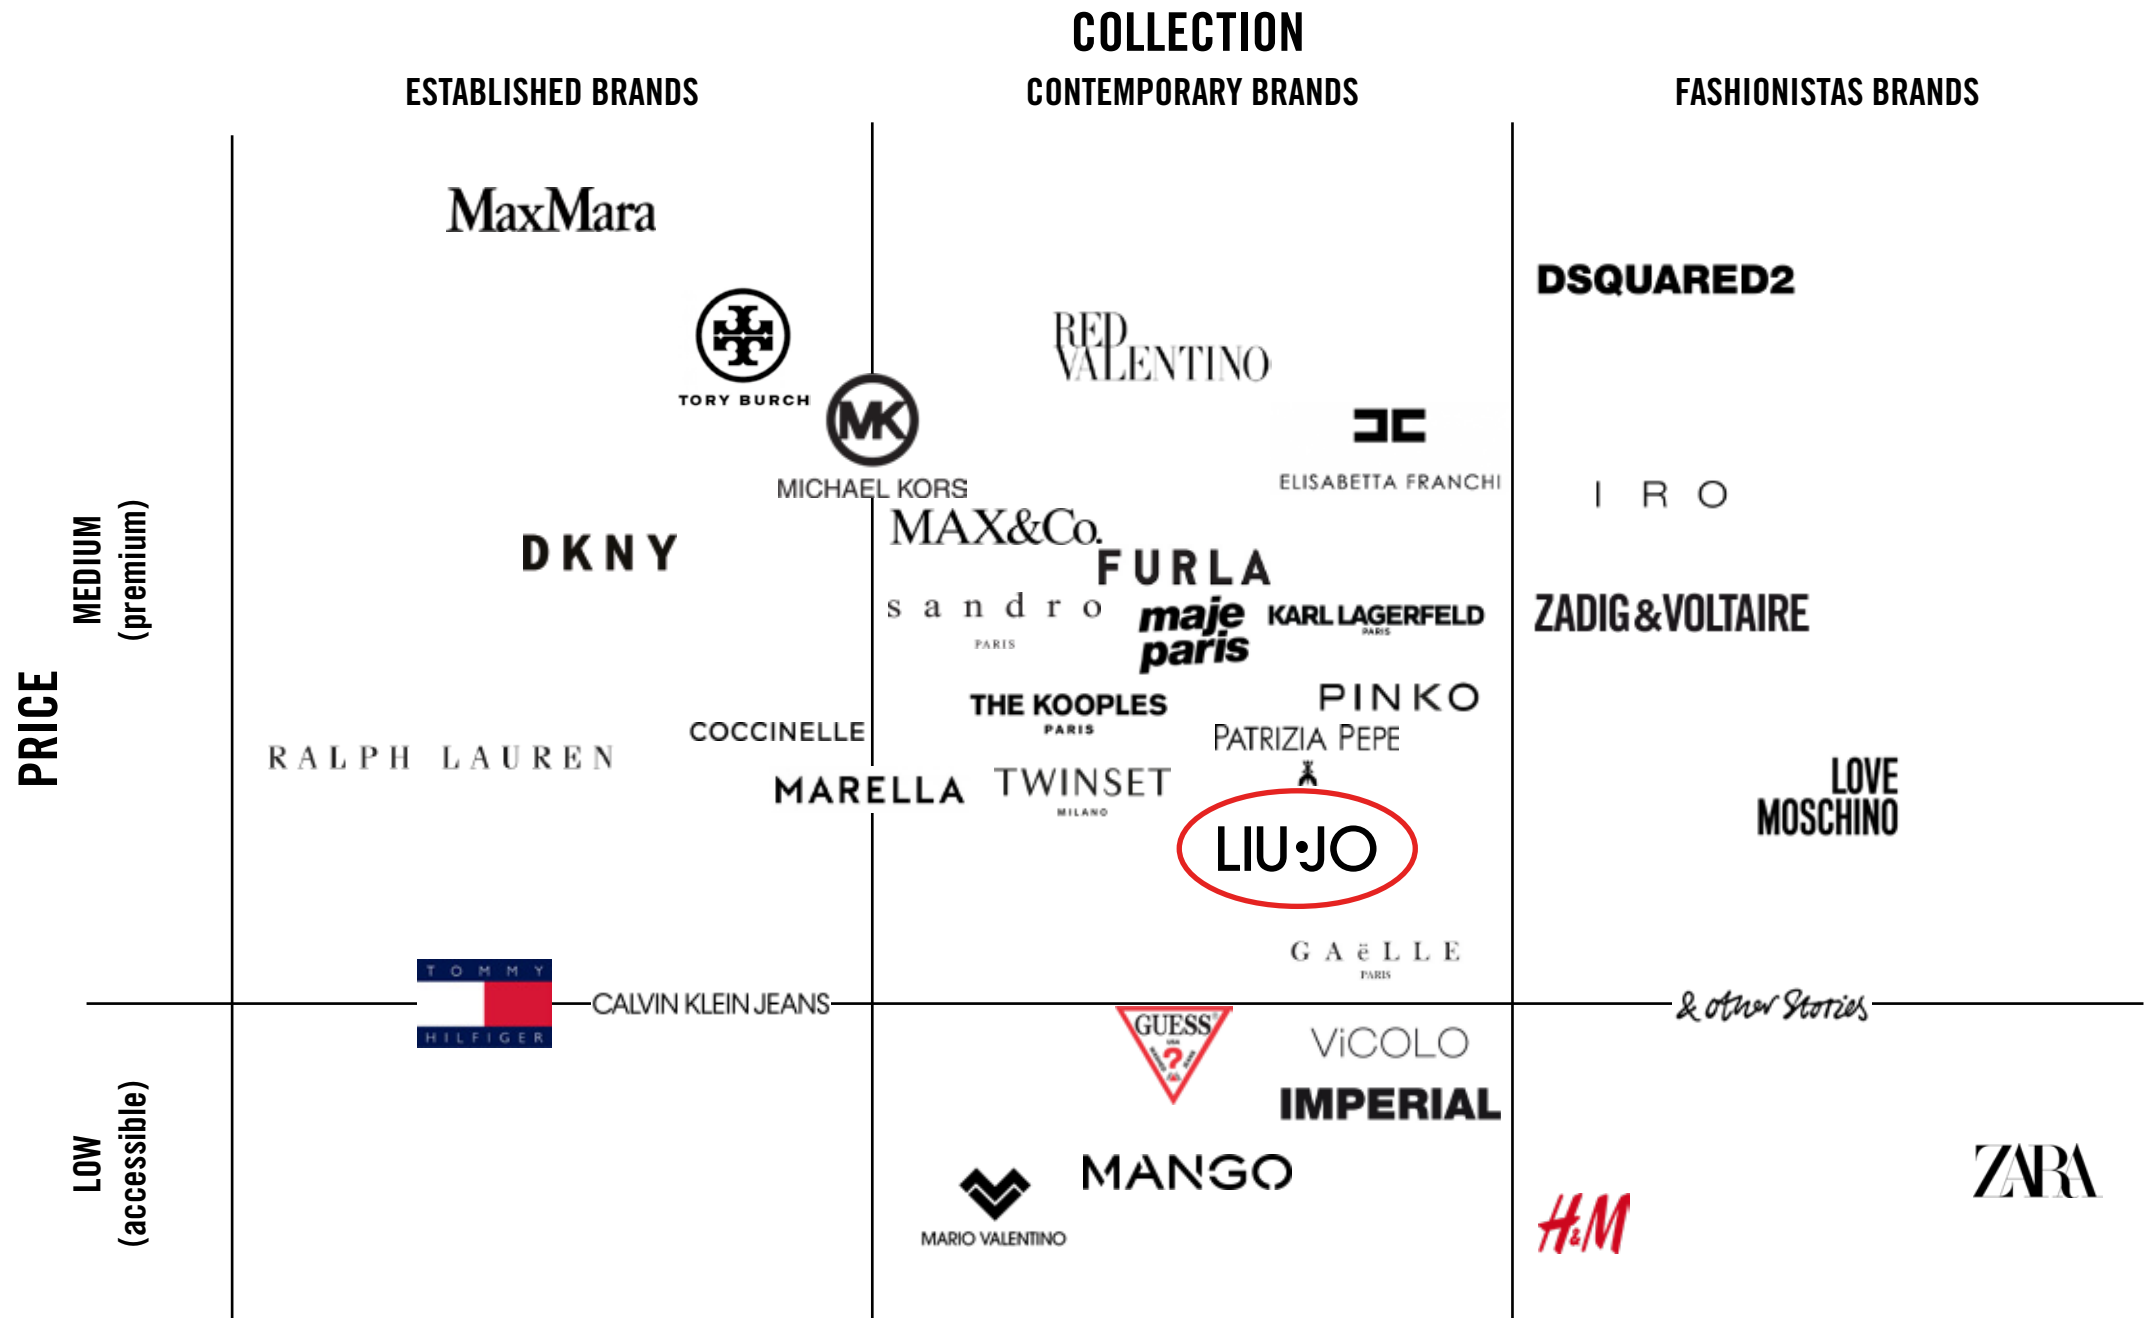 COLLECTION
ESTABLISHED BRANDS
CONTEMPORARY BRANDS
FASHIONISTAS BRANDS
PRICE
MEDIUM
(premium)
LOW
(accessible)
MaxMara
TORY BURCH
MK
MICHAEL KORS
DKNY
COCCINELLE
RALPH LAUREN
MARELLA
TOMMY
HILFIGER
CALVIN KLEIN JEANS
RED
VALENTINO
ELISABETTA FRANCHI
MAX&Co.
FURLA
sandro
PARIS
maje
paris
KARL LAGERFELD
PARIS
THE KOOPLES
PARIS
PINKO
PATRIZIA PEPE
TWINSET
MILANO
LIU•JO
GAëLLE
PARIS
GUESS®
USA
?
ViCOLO
IMPERIAL
MANGO
MARIO VALENTINO
DSQUARED2
IRO
ZADIG&VOLTAIRE
LOVE
MOSCHINO
& other Stories
ZARA
H&M